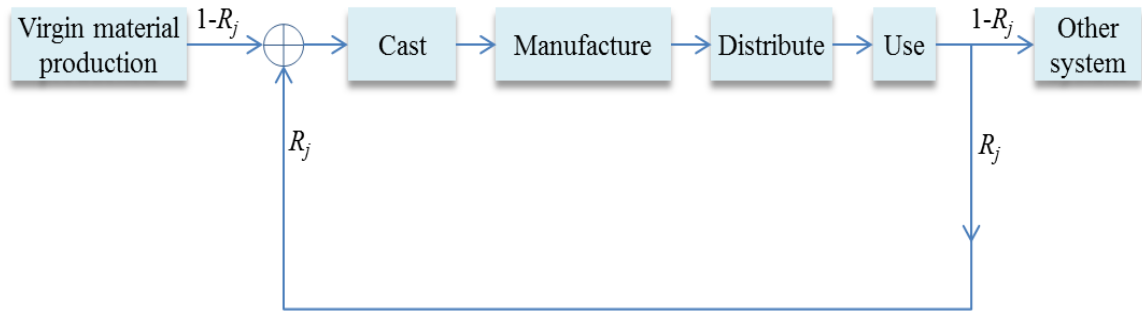 Virgin material
production
1-Rj
Cast
Manufacture
Distribute
Use
1-Rj
Other
system
Rj
Rj